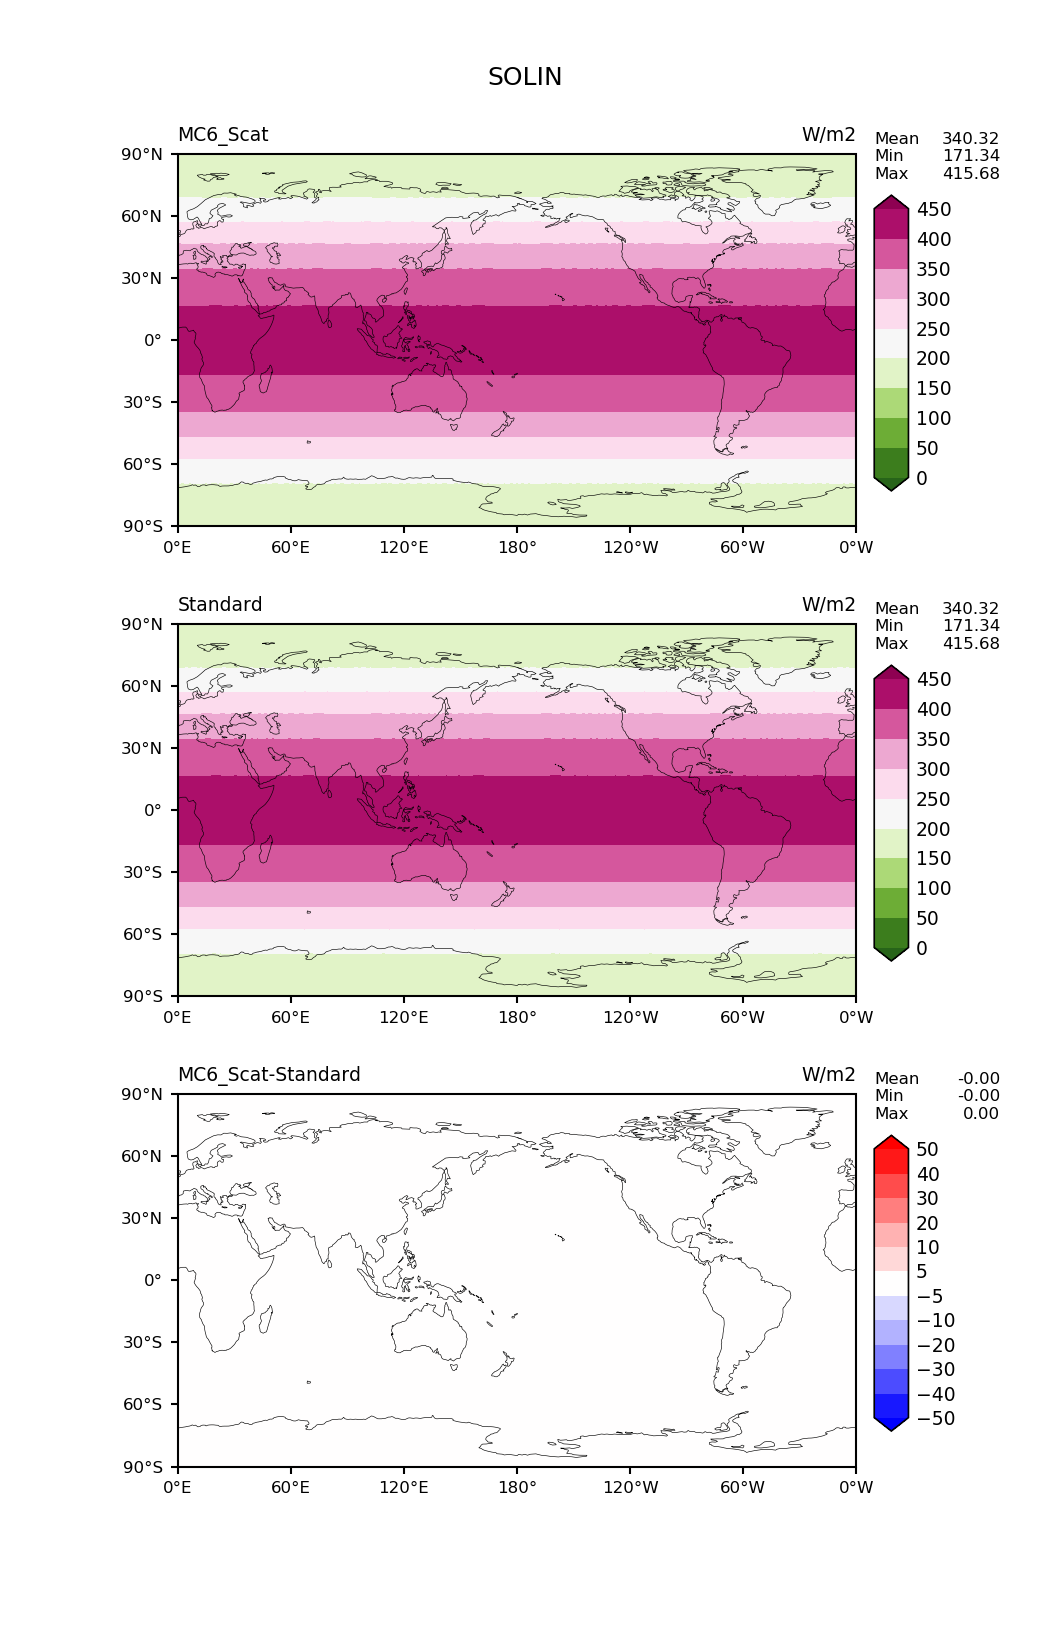 SOLIN
MC6_Scat W/m2
Mean 340.32
Min 171.34
Max 415.68
90°N
60°N
30°N
0°
30°S
60°S
90°S
0°E 60°E 120°E 180° 120°W 60°W 0°W
450
400
350
300
250
200
150
100
50
0
Standard W/m2
Mean 340.32
Min 171.34
Max 415.68
90°N
60°N
30°N
0°
30°S
60°S
90°S
0°E 60°E 120°E 180° 120°W 60°W 0°W
450
400
350
300
250
200
150
100
50
0
MC6_Scat-Standard W/m2
Mean -0.00
Min -0.00
Max 0.00
90°N
60°N
30°N
0°
30°S
60°S
90°S
0°E 60°E 120°E 180° 120°W 60°W 0°W
50
40
30
20
10
5
−5
−10
−20
−30
−40
−50